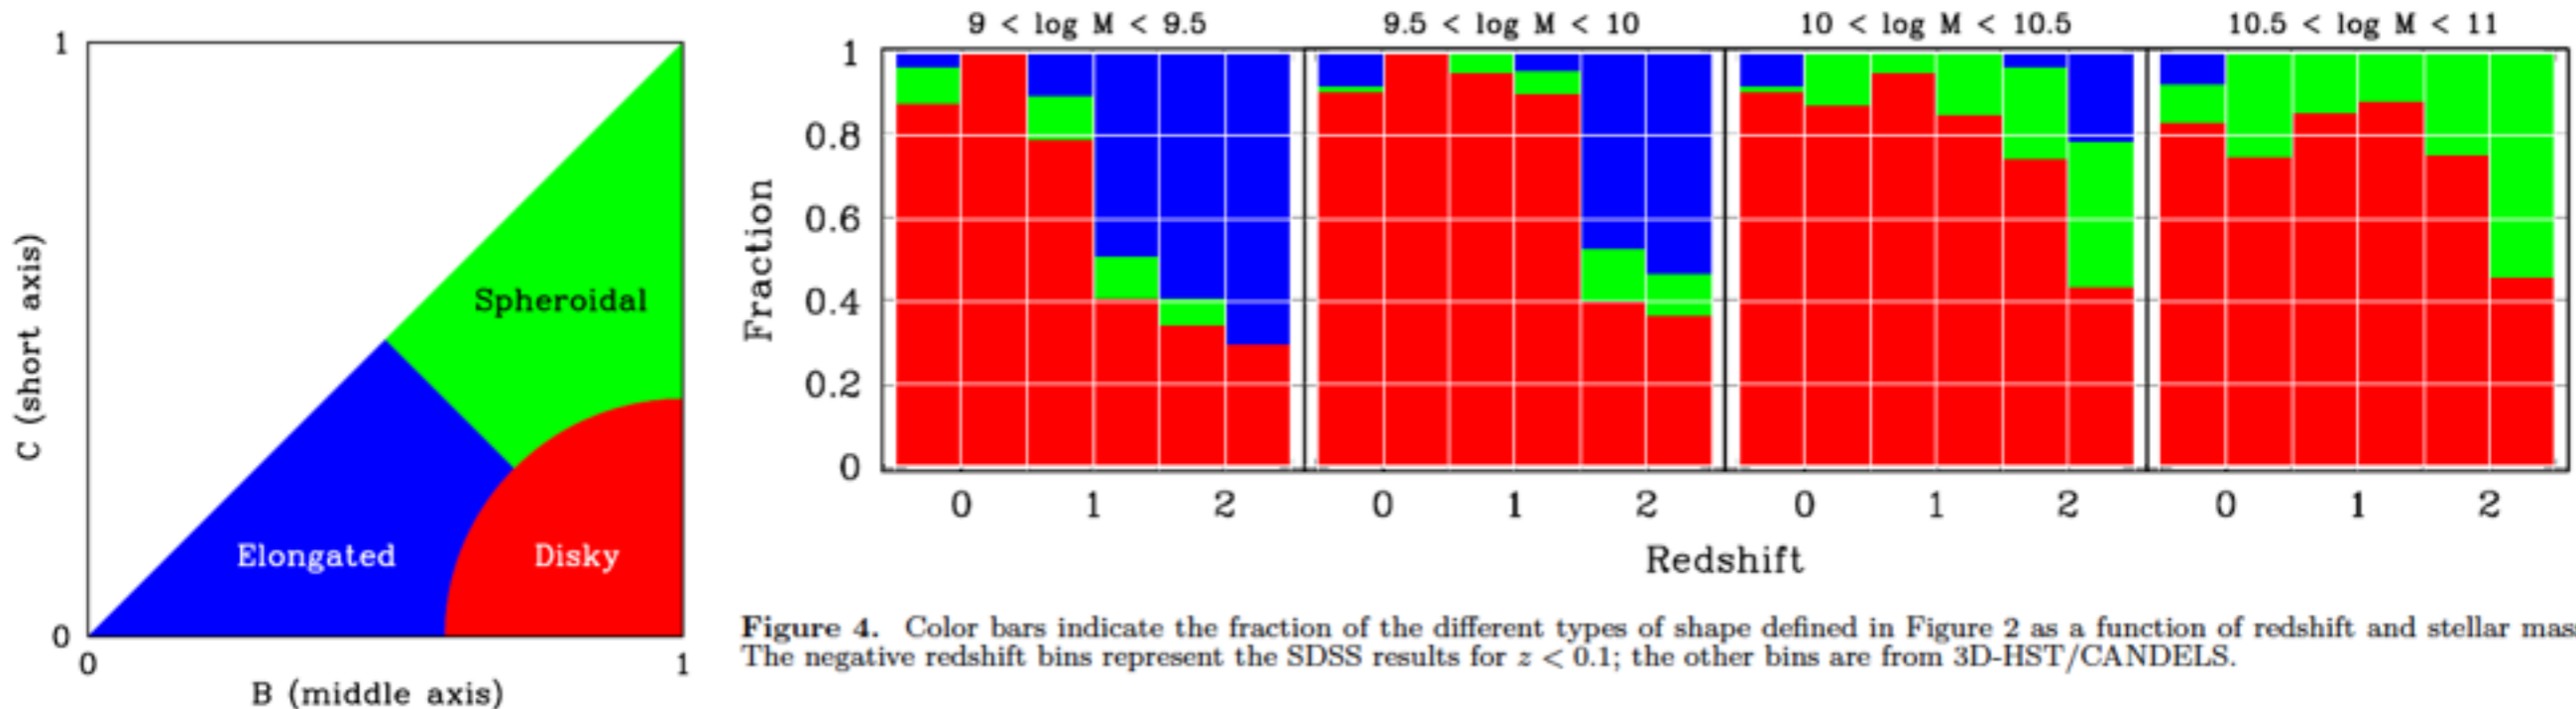 1
C (short axis)
Spheroidal
Elongated
Disky
0
0
1
B (middle axis)
9 < log M < 9.5
9.5 < log M < 10
10 < log M < 10.5
10.5 < log M < 11
Fraction
1
0.8
0.6
0.4
0.2
0
0 1 2
0 1 2
0 1 2
0 1 2
Redshift
Figure 4. Color bars indicate the fraction of the different types of shape defined in Figure 2 as a function of redshift and stellar mas
The negative redshift bins represent the SDSS results for z < 0.1; the other bins are from 3D-HST/CANDELS.